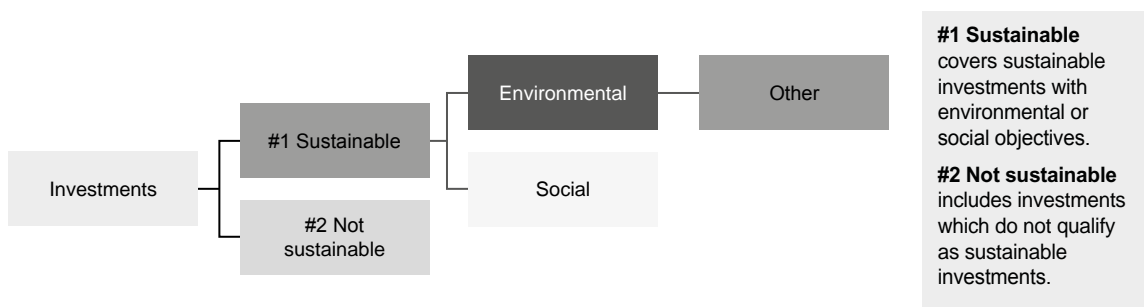 Investments
#1 Sustainable
#2 Not
sustainable
Environmental
Social
Other
#1 Sustainable
covers sustainable
investments with
environmental or
social objectives.
#2 Not sustainable
includes investments
which do not qualify
as sustainable
investments.